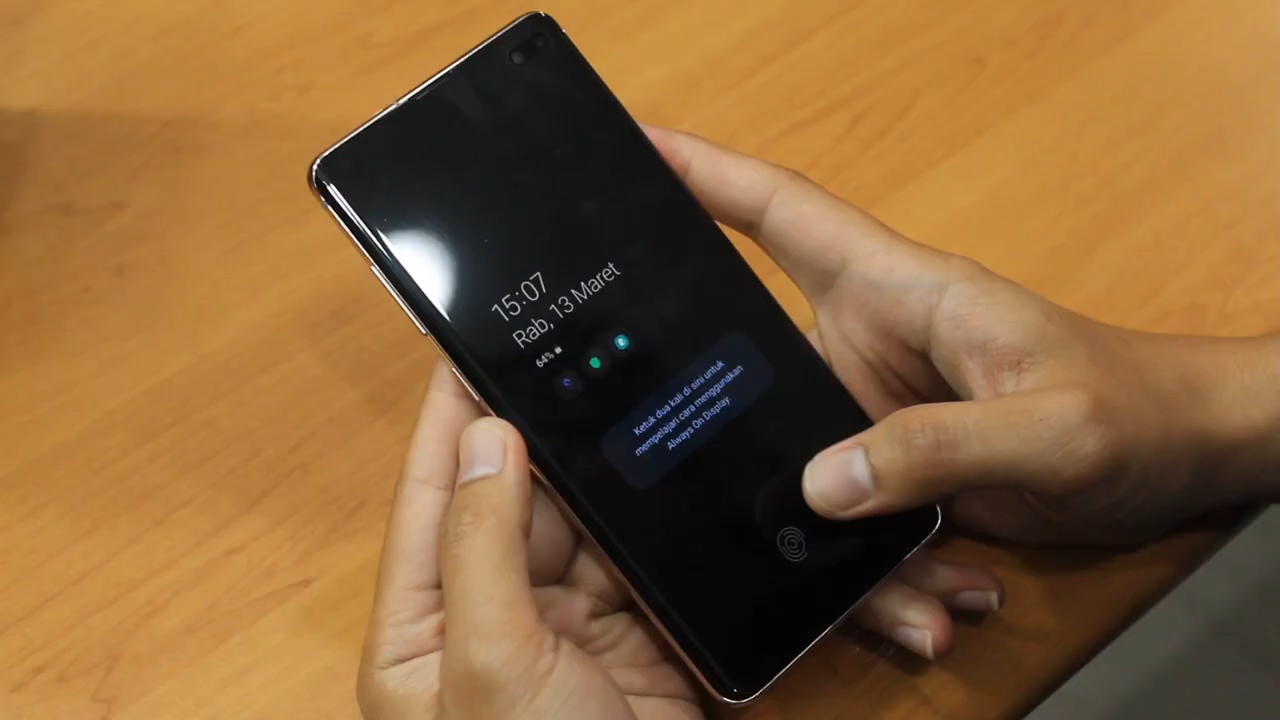 15:07
Rab, 13 Maret
64%
Ketuk dua kali di sini untuk
mempelajari cara menggunakan
Always On Display.